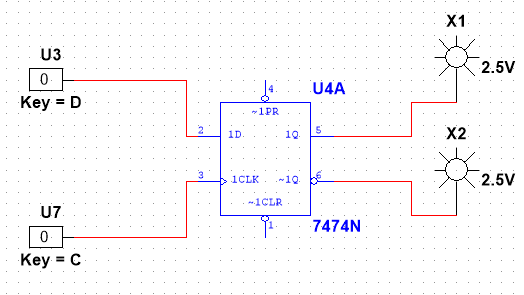 X1
2.5V
U3
0
Key = D
4
U4A
~1PR
2
1D
1Q
5
X2
2.5V
3
1CLK
~1Q
6
~1CLR
1
7474N
U7
0
Key = C